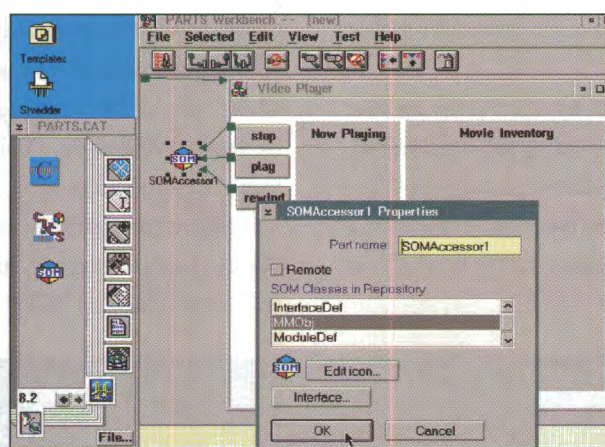 PARTS Workbench -- [new]
File Selected Edit View Test Help
Templates
Shredder
PARTS.CAT
Video Player
stop
play
rewind
Now Playing
Movie Inventory
SOM
SOMAccessor1
SOMAccessor1 Properties
Part name
SOMAccessor1
Remote
SOM Classes in Repository
InterfaceDef
MMObj
ModuleDef
SOM
Edit icon...
Interface...
OK
Cancel
SOM
8.2
File...